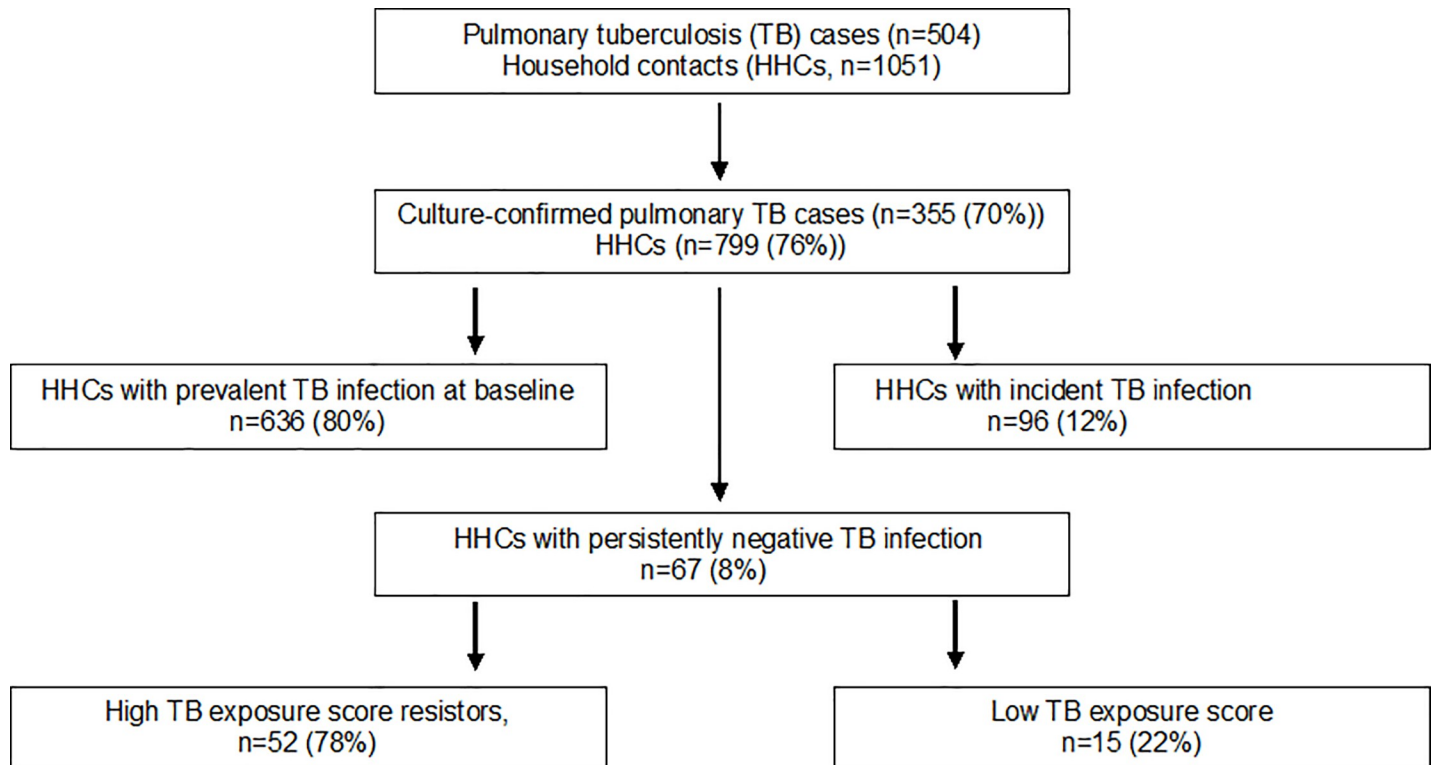 Pulmonary tuberculosis (TB) cases (n=504)
Household contacts (HHCs, n=1051)
Culture-confirmed pulmonary TB cases (n=355 (70%))
HHCs (n=799 (76%))
HHCs with prevalent TB infection at baseline
n=636 (80%)
HHCs with incident TB infection
n=96 (12%)
HHCs with persistently negative TB infection
n=67 (8%)
High TB exposure score resistors,
n=52 (78%)
Low TB exposure score
n=15 (22%)